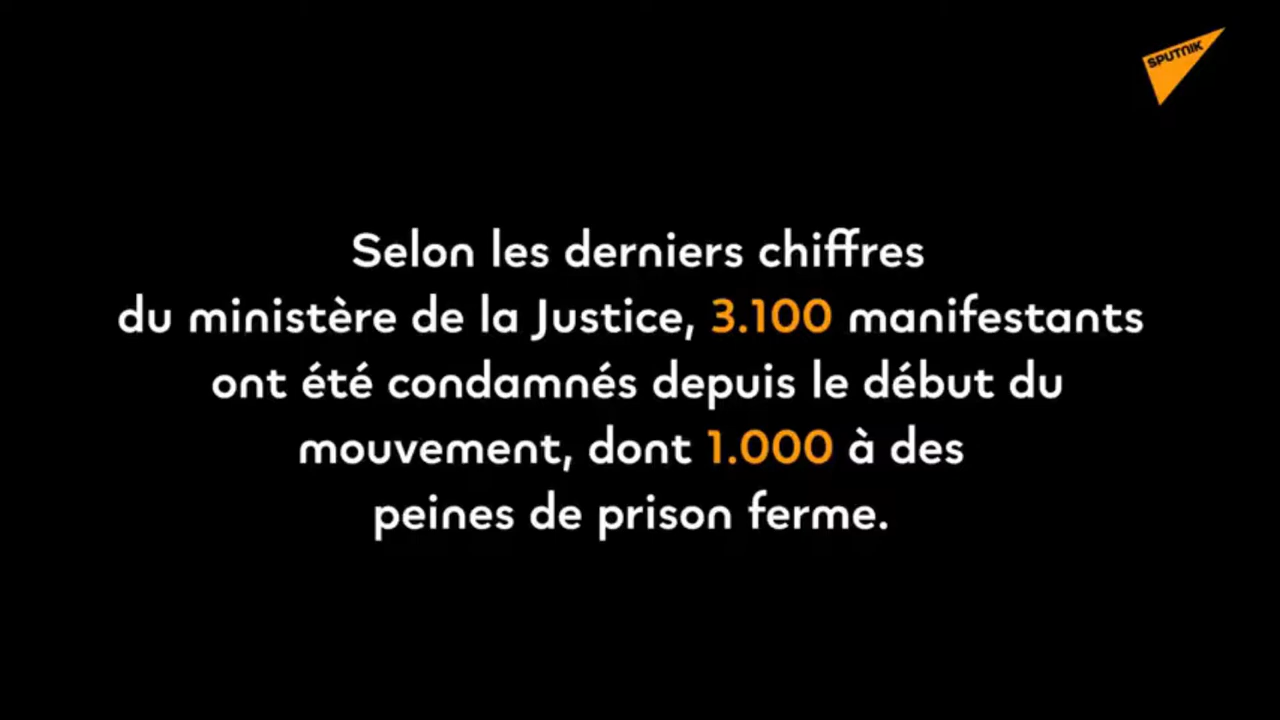 SPUTNIK
Selon les derniers chiffres
du ministère de la Justice, 3.100 manifestants
ont été condamnés depuis le début du
mouvement, dont 1.000 à des
peines de prison ferme.